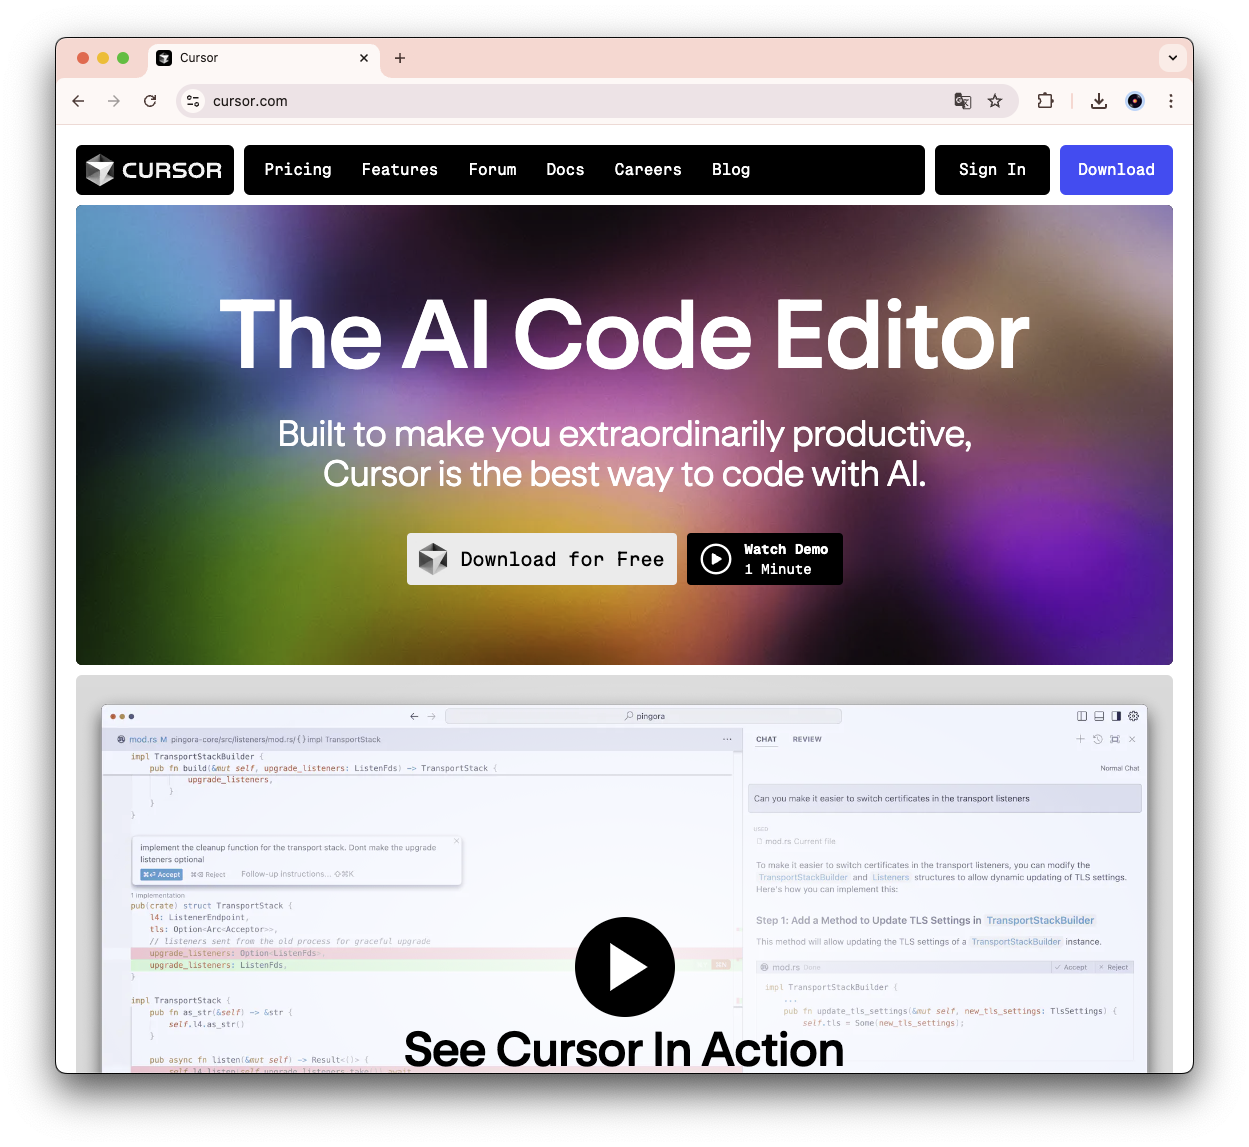 Cursor
cursor.com
CURSOR
Pricing Features Forum Docs Careers Blog
Sign In
Download
The AI Code Editor
Built to make you extraordinarily productive,
Cursor is the best way to code with AI.
Download for Free
Watch Demo
1 Minute
pingora
mod.rs M pingora-core/src/listeners/mod.rs/ { } impl TransportStack
impl TransportStackBuilder {
pub fn build(&mut self, upgrade_listeners: ListenFds) -> TransportStack {
upgrade_listeners,
}
}
}
implement the cleanup function for the transport stack. Dont make the upgrade
listeners optional
Accept
Reject
Follow-up instructions... ⇧⌘K
1 implementation
pub(crate) struct TransportStack {
l4: ListenerEndpoint,
tls: Option<Arc<Acceptor>>,
// listeners sent from the old process for graceful upgrade
upgrade_listeners: Option<ListenFds>,
upgrade_listeners: ListenFds,
}
impl TransportStack {
pub fn as_str(&self) -> &str {
self.l4.as_str()
}
pub async fn listen(&mut self) -> Result<()> {
self.l4.listen(self.upgrade_listeners.take()).await
CHAT REVIEW
Normal Chat
Can you make it easier to switch certificates in the transport listeners
USER
mod.rs Current file
To make it easier to switch certificates in the transport listeners, you can modify the
TransportStackBuilder and Listeners structures to allow dynamic updating of TLS settings.
Here's how you can implement this:
Step 1: Add a Method to Update TLS Settings in TransportStackBuilder
This method will allow updating the TLS settings of a TransportStackBuilder instance.
mod.rs Done
Accept
Reject
impl TransportStackBuilder {
...
pub fn update_tls_settings(&mut self, new_tls_settings: TlsSettings) {
self.tls = Some(new_tls_settings);
See Cursor In Action